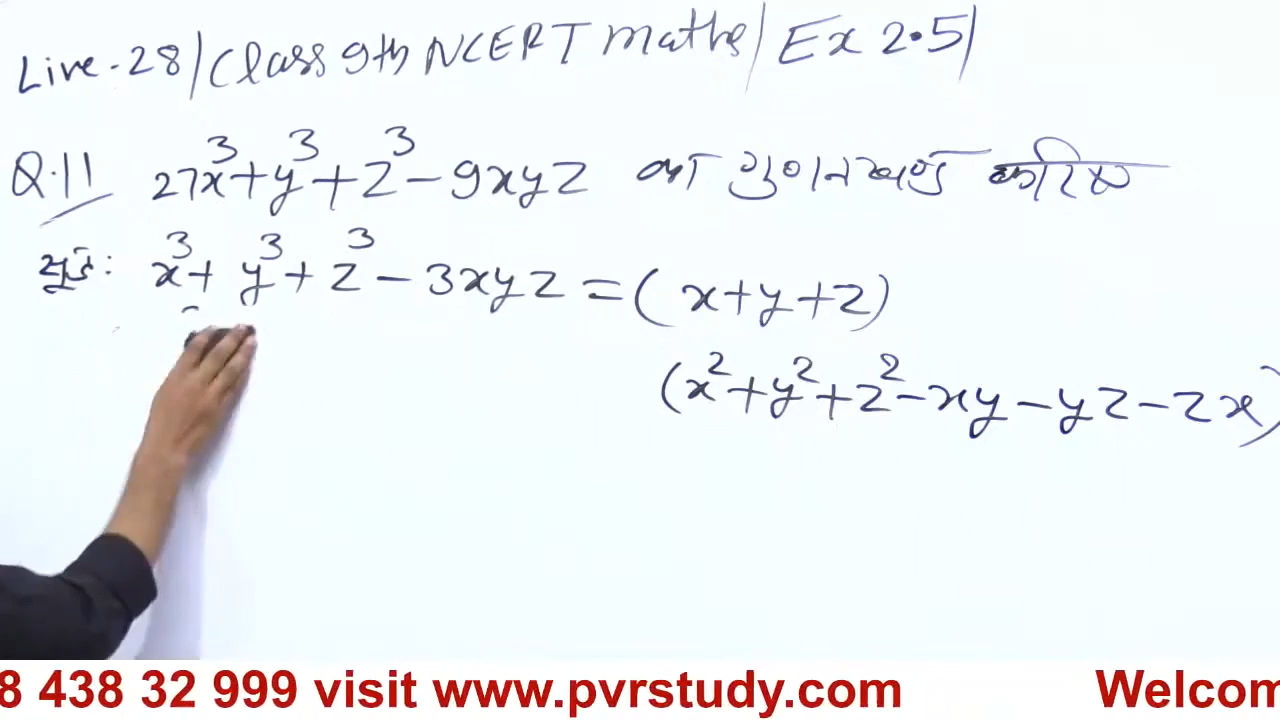 Live-28/Class 9th NCERT maths/Ex 2.5/
Q.11 27x³+y³+z³-9xyz का गुणनखण्ड करिए
सूत्र: x³+y³+z³-3xyz=(x+y+z)
(x²+y²+z²-xy-yz-zx)
8 438 32 999 visit www.pvrstudy.com Welcom